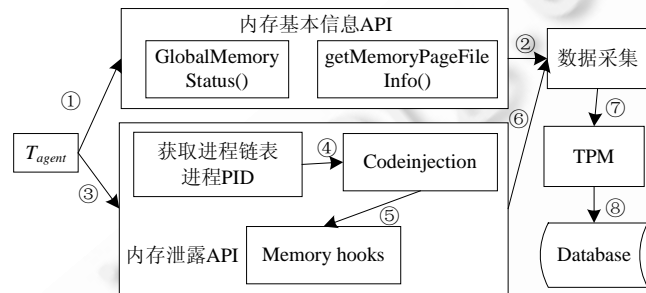 内存基本信息API
GlobalMemory
Status()
getMemoryPageFile
Info()
②
数据采集
①
⑥
⑦
T_agent
③
获取进程链表
进程PID
④
Codeinjection
TPM
⑤
⑧
内存泄露API
Memory hooks
Database